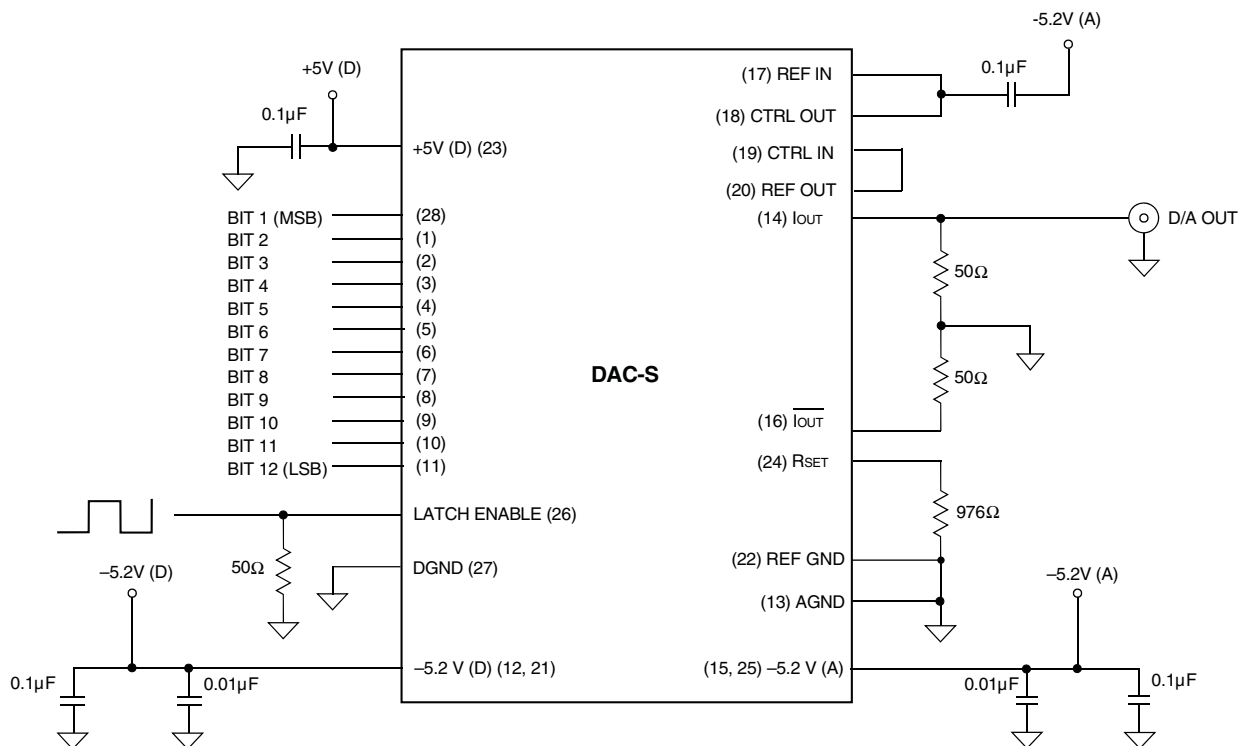 -5.2V (A)
0.1µF
+5V (D)
0.1µF
+5V (D) (23)
(17) REF IN
(18) CTRL OUT
(19) CTRL IN
(20) REF OUT
(14) IOUT
D/A OUT
BIT 1 (MSB) (28)
BIT 2 (1)
BIT 3 (2)
BIT 4 (3)
BIT 5 (4)
BIT 6 (5)
BIT 7 (6)
BIT 8 (7)
BIT 9 (8)
BIT 10 (9)
BIT 11 (10)
BIT 12 (LSB) (11)
DAC-S
50Ω
50Ω
(16) IOUT
(24) RSET
976Ω
LATCH ENABLE (26)
50Ω
DGND (27)
(22) REF GND
(13) AGND
–5.2V (D)
–5.2 V (D) (12, 21)
0.1µF
0.01µF
–5.2V (A)
(15, 25) –5.2 V (A)
0.01µF
0.1µF